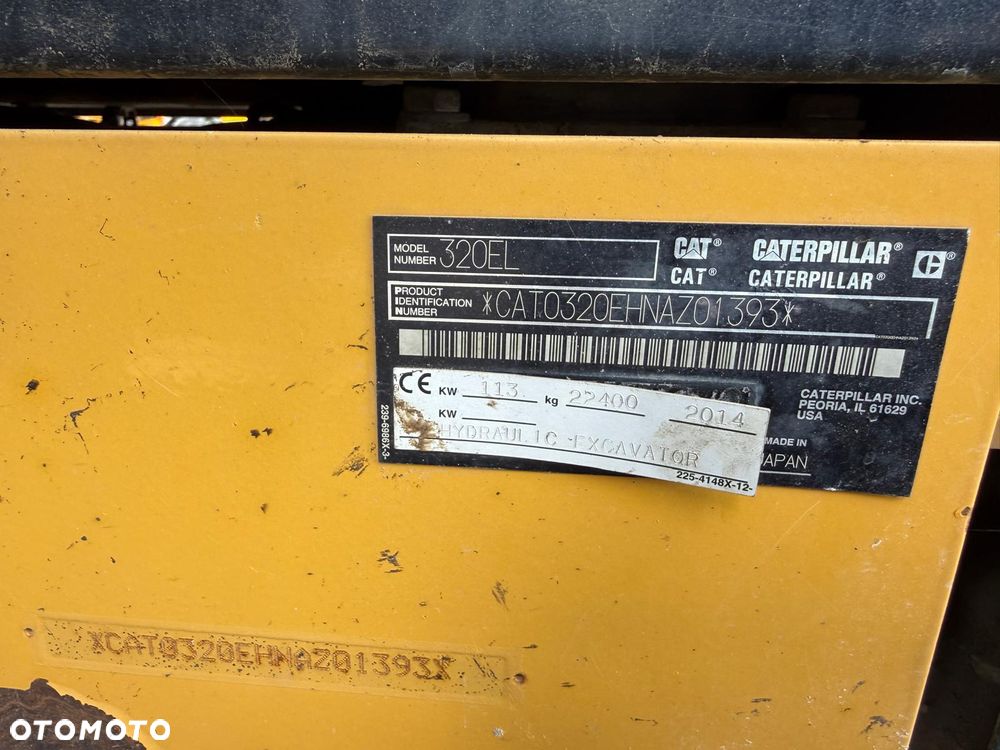 MODEL NUMBER 320EL
CAT® CATERPILLAR® C®
CAT® CATERPILLAR®
PRODUCT IDENTIFICATION NUMBER *CAT0320EHNAZ01393*
CE KW 113 kg 22400 2014
KW
HYDRAULIC EXCAVATOR
225-4148X-12-
239-6986X-3-
CATERPILLAR INC.
PEORIA, IL 61629
USA
MADE IN
JAPAN
*CAT0320EHNAZ01393*
OTOMOTO